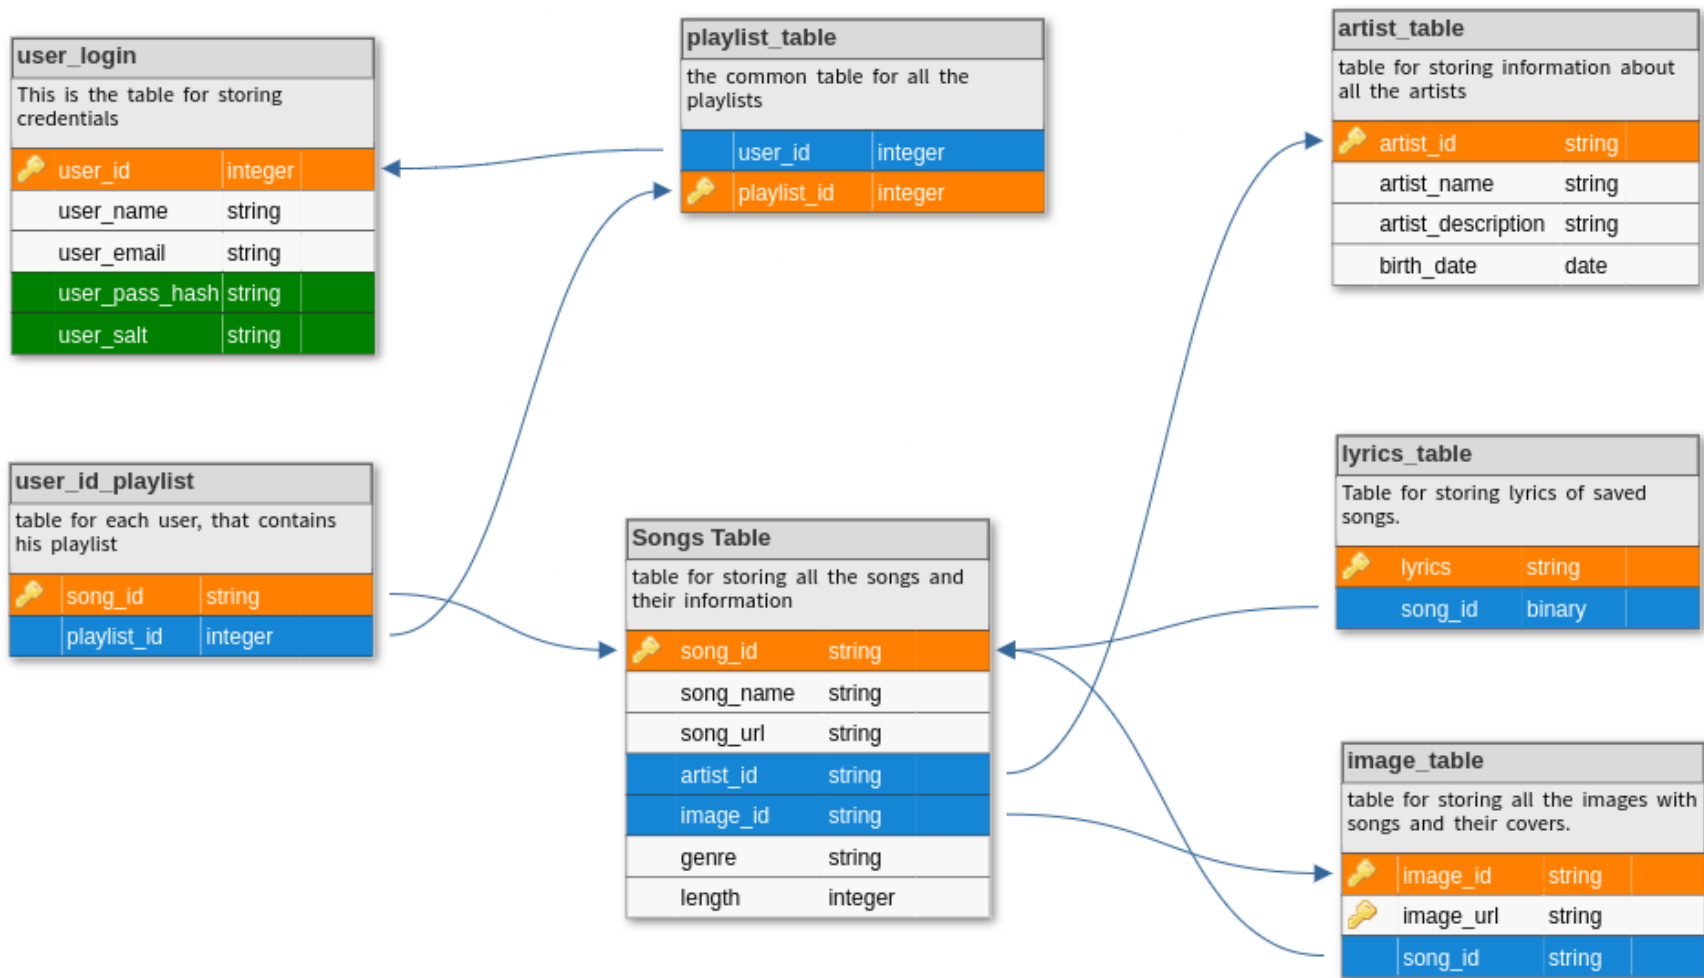 user_login
This is the table for storing
credentials
user_id integer
user_name string
user_email string
user_pass_hash string
user_salt string
playlist_table
the common table for all the
playlists
user_id integer
playlist_id integer
artist_table
table for storing information about
all the artists
artist_id string
artist_name string
artist_description string
birth_date date
user_id_playlist
table for each user, that contains
his playlist
song_id string
playlist_id integer
Songs Table
table for storing all the songs and
their information
song_id string
song_name string
song_url string
artist_id string
image_id string
genre string
length integer
lyrics_table
Table for storing lyrics of saved
songs.
lyrics string
song_id binary
image_table
table for storing all the images with
songs and their covers.
image_id string
image_url string
song_id string